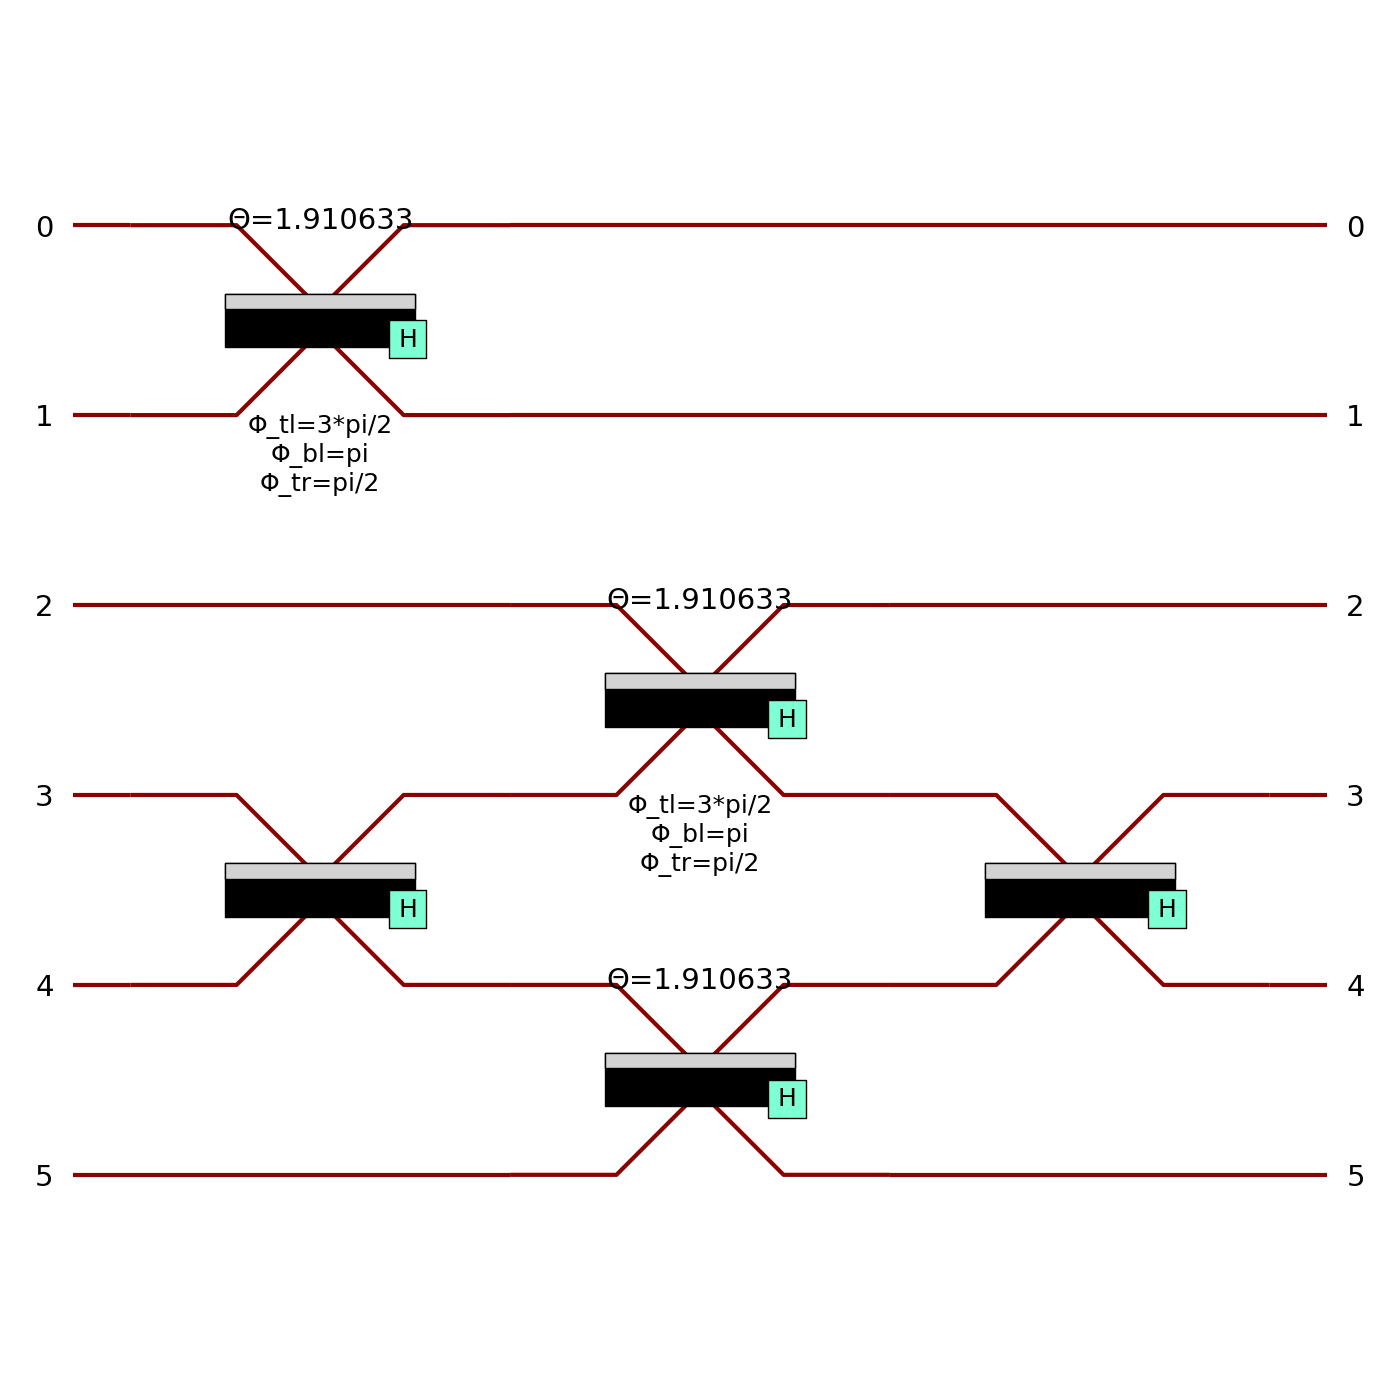 0 Θ=1.910633 0
H
1 1
Φ_tl=3*pi/2
Φ_bl=pi
Φ_tr=pi/2
2 Θ=1.910633 2
H
3 3
Φ_tl=3*pi/2
Φ_bl=pi
Φ_tr=pi/2
H H
4 Θ=1.910633 4
H
5 5